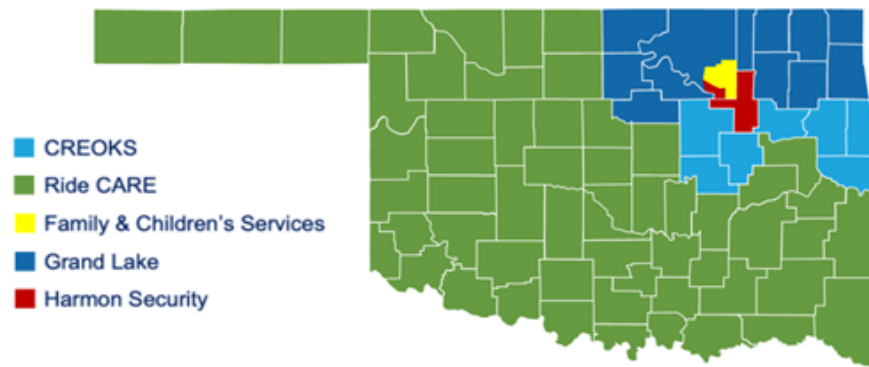 CREOKS
Ride CARE
Family & Children's Services
Grand Lake
Harmon Security